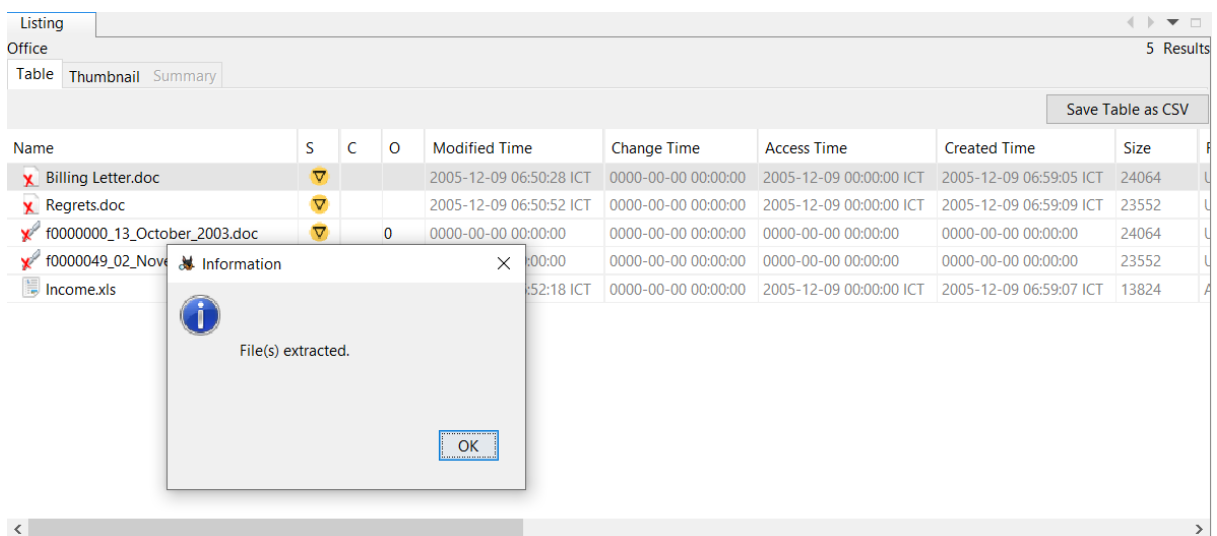 Listing
Office 5 Results
Table Thumbnail Summary
Save Table as CSV
Name S C O Modified Time Change Time Access Time Created Time Size
Billing Letter.doc 2005-12-09 06:50:28 ICT 0000-00-00 00:00:00 2005-12-09 00:00:00 ICT 2005-12-09 06:59:05 ICT 24064
Regrets.doc 2005-12-09 06:50:52 ICT 0000-00-00 00:00:00 2005-12-09 00:00:00 ICT 2005-12-09 06:59:09 ICT 23552
f0000000_13_October_2003.doc 0 0000-00-00 00:00:00 0000-00-00 00:00:00 0000-00-00 00:00:00 0000-00-00 00:00:00 24064
f0000049_02_Nove :00:00 0000-00-00 00:00:00 0000-00-00 00:00:00 0000-00-00 00:00:00 23552
Income.xls :52:18 ICT 0000-00-00 00:00:00 2005-12-09 00:00:00 ICT 2005-12-09 06:59:07 ICT 13824
Information
File(s) extracted.
OK